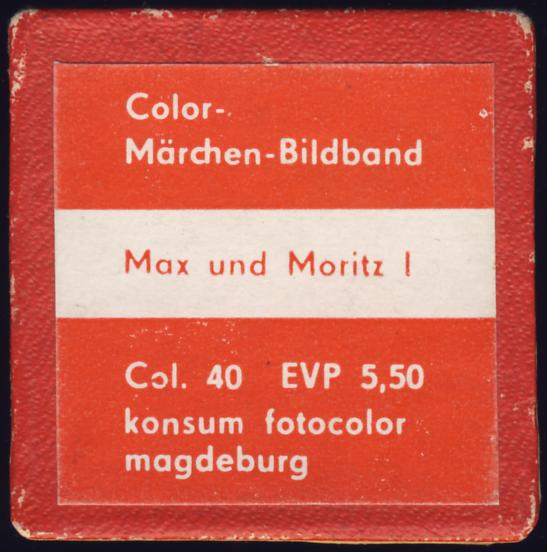 Color-
Märchen-Bildband
Max und Moritz I
Col. 40 EVP 5,50
konsum fotocolor
magdeburg